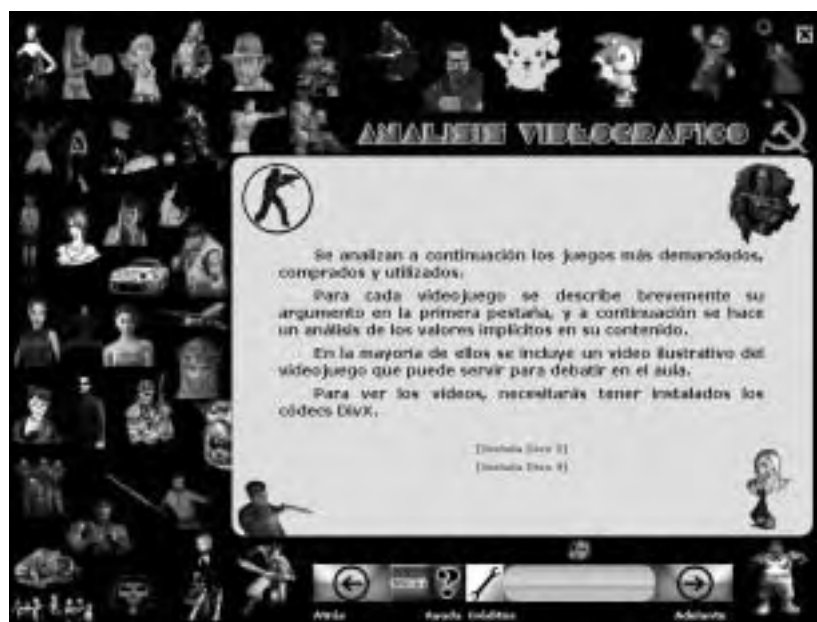 ANALISIS VIDEOGRAFICO
Se analizan a continuación los juegos más demandados,
comprados y utilizados.
Para cada videojuego se describe brevemente su
argumento en la primera pestaña, y a continuación se hace
un análisis de los valores implícitos en su contenido.
En la mayoría de ellos se incluye un video ilustrativo del
videojuego que puede servir para debatir en el aula.
Para ver los videos, necesitarás tener instalados los
códecs DivX.
Atrás
Ayuda
Créditos
Adelante